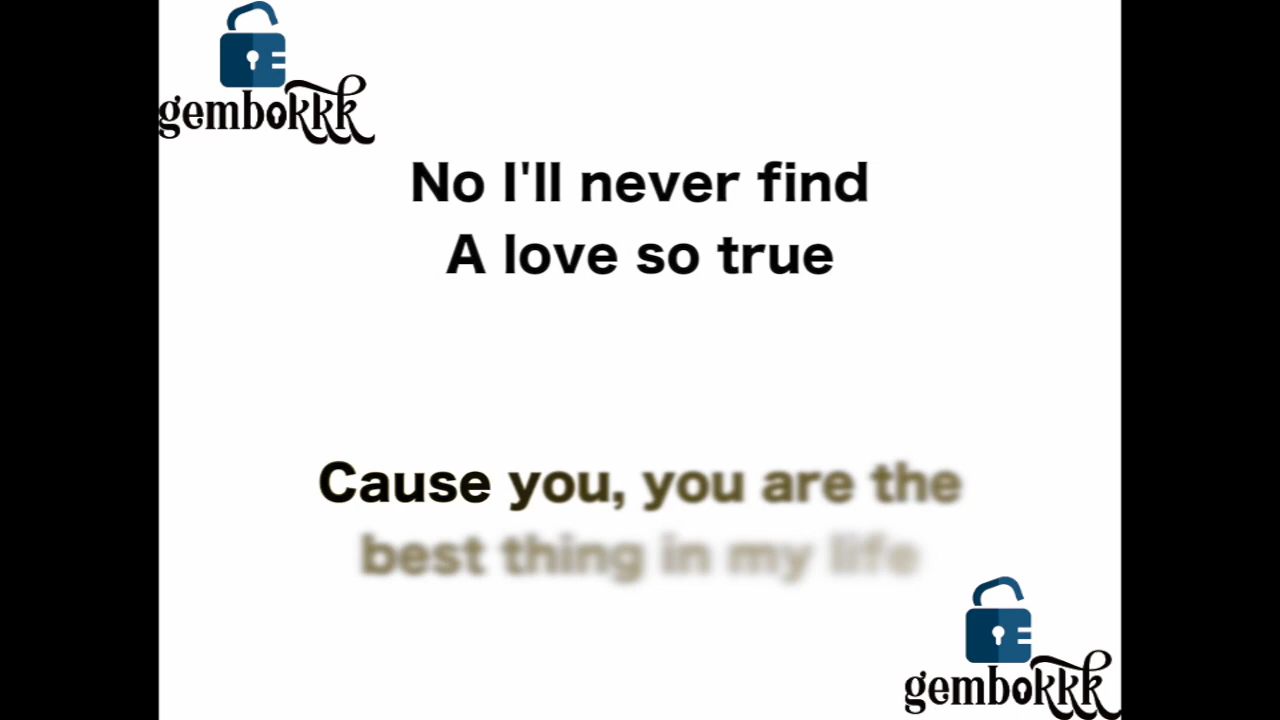 gembokkk
No I'll never find
A love so true
Cause you, you are the
best thing in my life
gembokkk